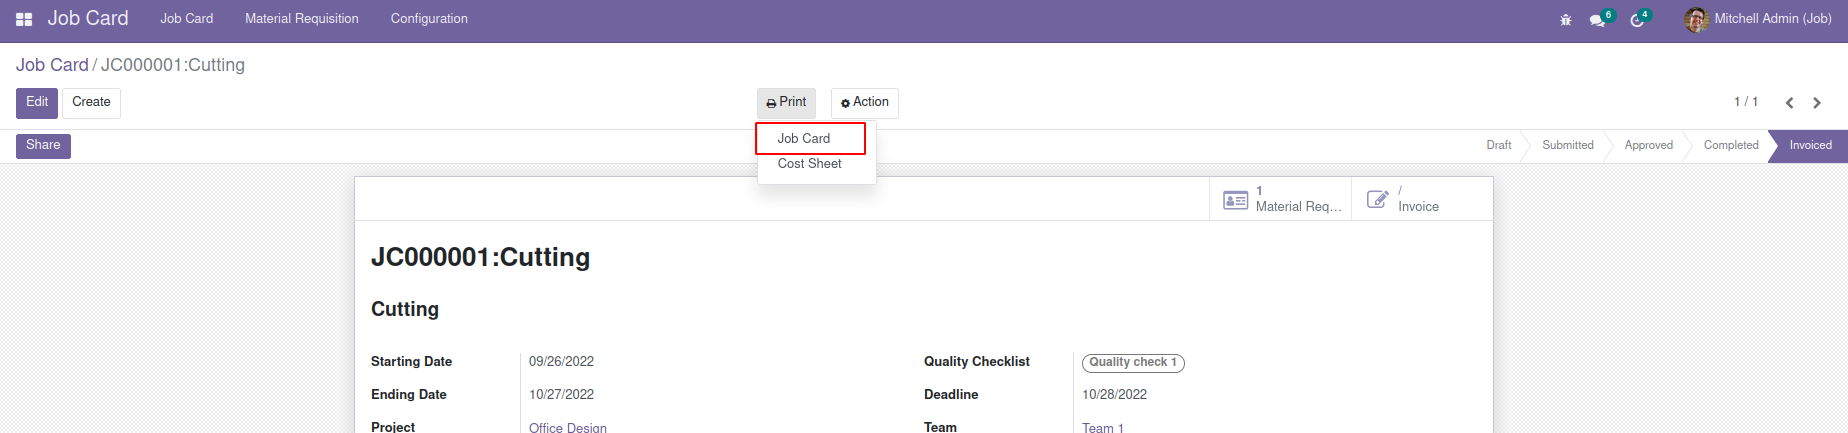 Job Card Job Card Material Requisition Configuration 6 4 Mitchell Admin (Job)
Job Card / JC000001:Cutting
Edit Create Print Action 1 / 1
Job Card
Share Draft Submitted Approved Completed Invoiced
Cost Sheet
1 Material Req... / Invoice
JC000001:Cutting
Cutting
Starting Date 09/26/2022 Quality Checklist Quality check 1
Ending Date 10/27/2022 Deadline 10/28/2022
Project Office Design Team Team 1